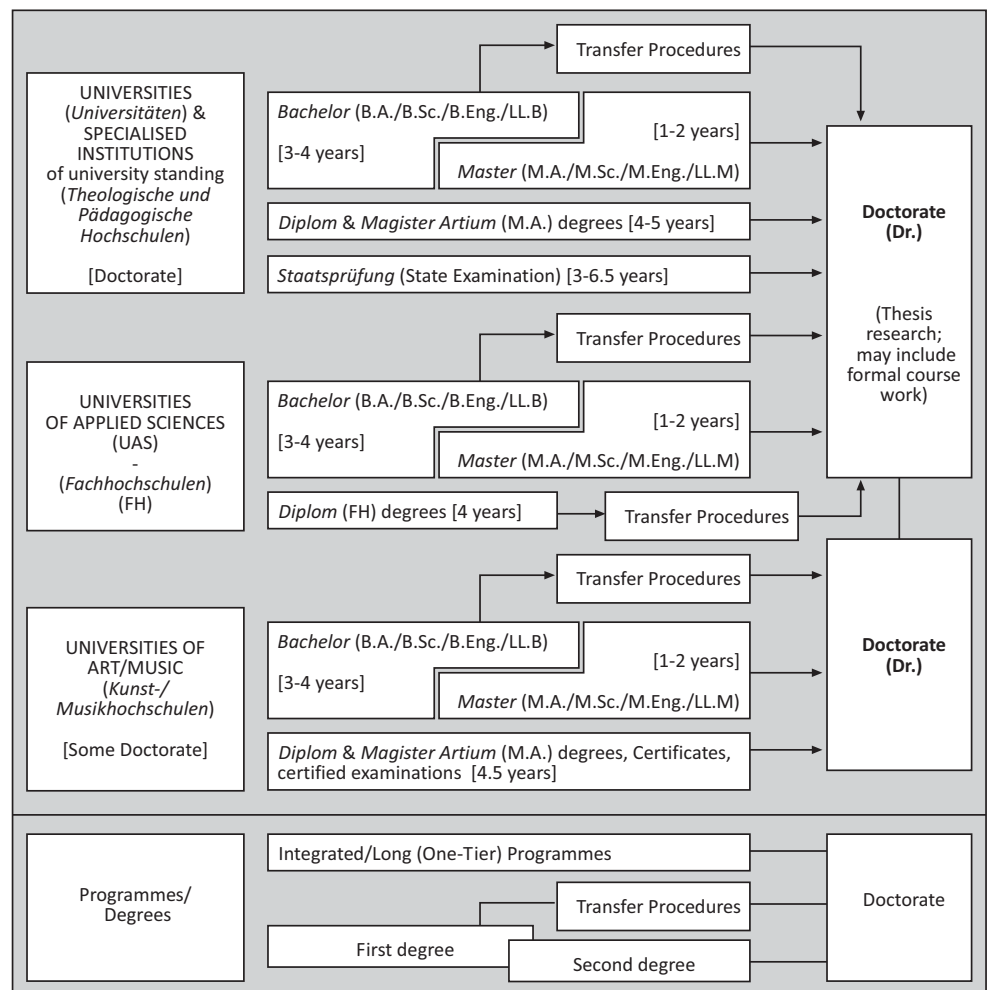 Transfer Procedures
UNIVERSITIES
(Universitäten) &
SPECIALISED
INSTITUTIONS
of university standing
(Theologische und
Pädagogische
Hochschulen)
[Doctorate]
Bachelor (B.A./B.Sc./B.Eng./LL.B)
[3-4 years]
[1-2 years]
Master (M.A./M.Sc./M.Eng./LL.M)
Diplom & Magister Artium (M.A.) degrees [4-5 years]
Staatsprüfung (State Examination) [3-6.5 years]
Doctorate
(Dr.)
(Thesis
research;
may include
formal course
work)
Transfer Procedures
UNIVERSITIES
OF APPLIED SCIENCES
(UAS)
-
(Fachhochschulen)
(FH)
Bachelor (B.A./B.Sc./B.Eng./LL.B)
[3-4 years]
[1-2 years]
Master (M.A./M.Sc./M.Eng./LL.M)
Diplom (FH) degrees [4 years]
Transfer Procedures
Transfer Procedures
UNIVERSITIES OF
ART/MUSIC
(Kunst-/
Musikhochschulen)
[Some Doctorate]
Bachelor (B.A./B.Sc./B.Eng./LL.B)
[3-4 years]
[1-2 years]
Master (M.A./M.Sc./M.Eng./LL.M)
Diplom & Magister Artium (M.A.) degrees, Certificates,
certified examinations [4.5 years]
Doctorate
(Dr.)
Programmes/
Degrees
Integrated/Long (One-Tier) Programmes
Transfer Procedures
First degree
Second degree
Doctorate